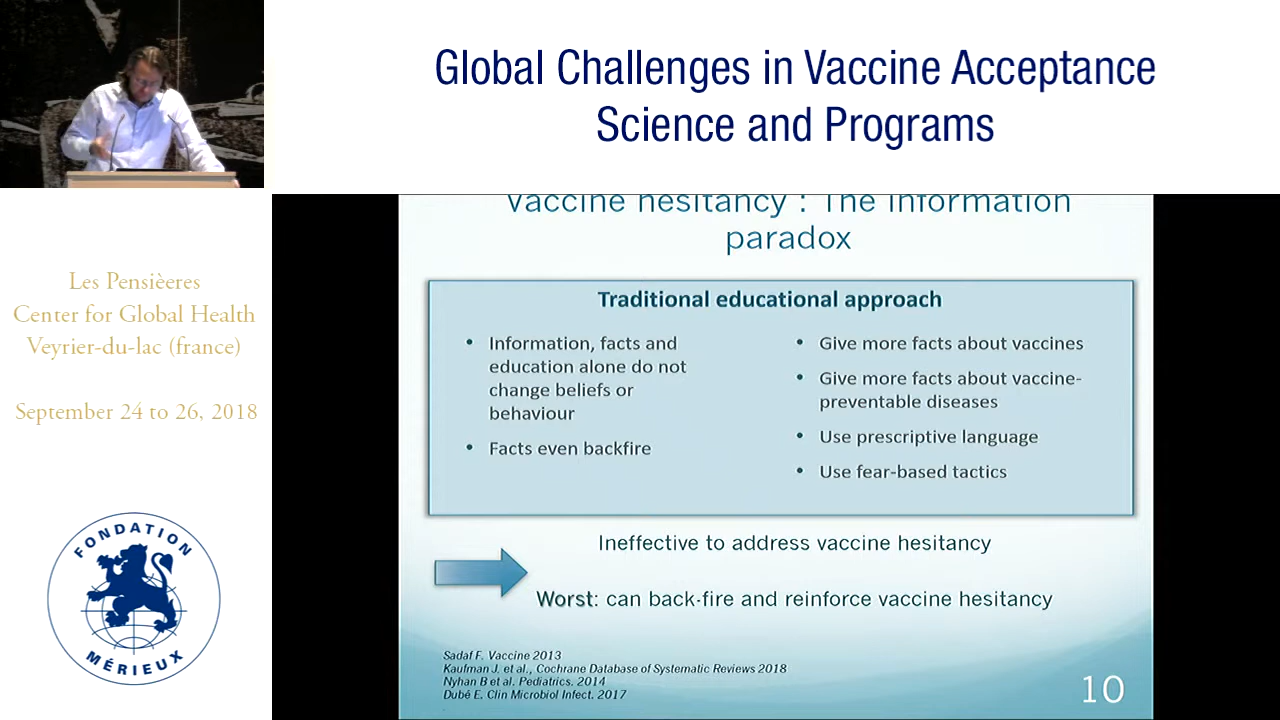 Global Challenges in Vaccine Acceptance
Science and Programs
Les Pensièeres
Center for Global Health
Veyrier-du-lac (france)
September 24 to 26, 2018
FONDATION
MÉRIEUX
Vaccine hesitancy : The information
paradox
Traditional educational approach
• Information, facts and
education alone do not
change beliefs or
behaviour
• Facts even backfire
• Give more facts about vaccines
• Give more facts about vaccine-
preventable diseases
• Use prescriptive language
• Use fear-based tactics
Ineffective to address vaccine hesitancy
Worst: can back-fire and reinforce vaccine hesitancy
Sadaf F. Vaccine 2013
Kaufman J. et al., Cochrane Database of Systematic Reviews 2018
Nyhan B et al. Pediatrics. 2014
Dubé E. Clin Microbiol Infect. 2017
10